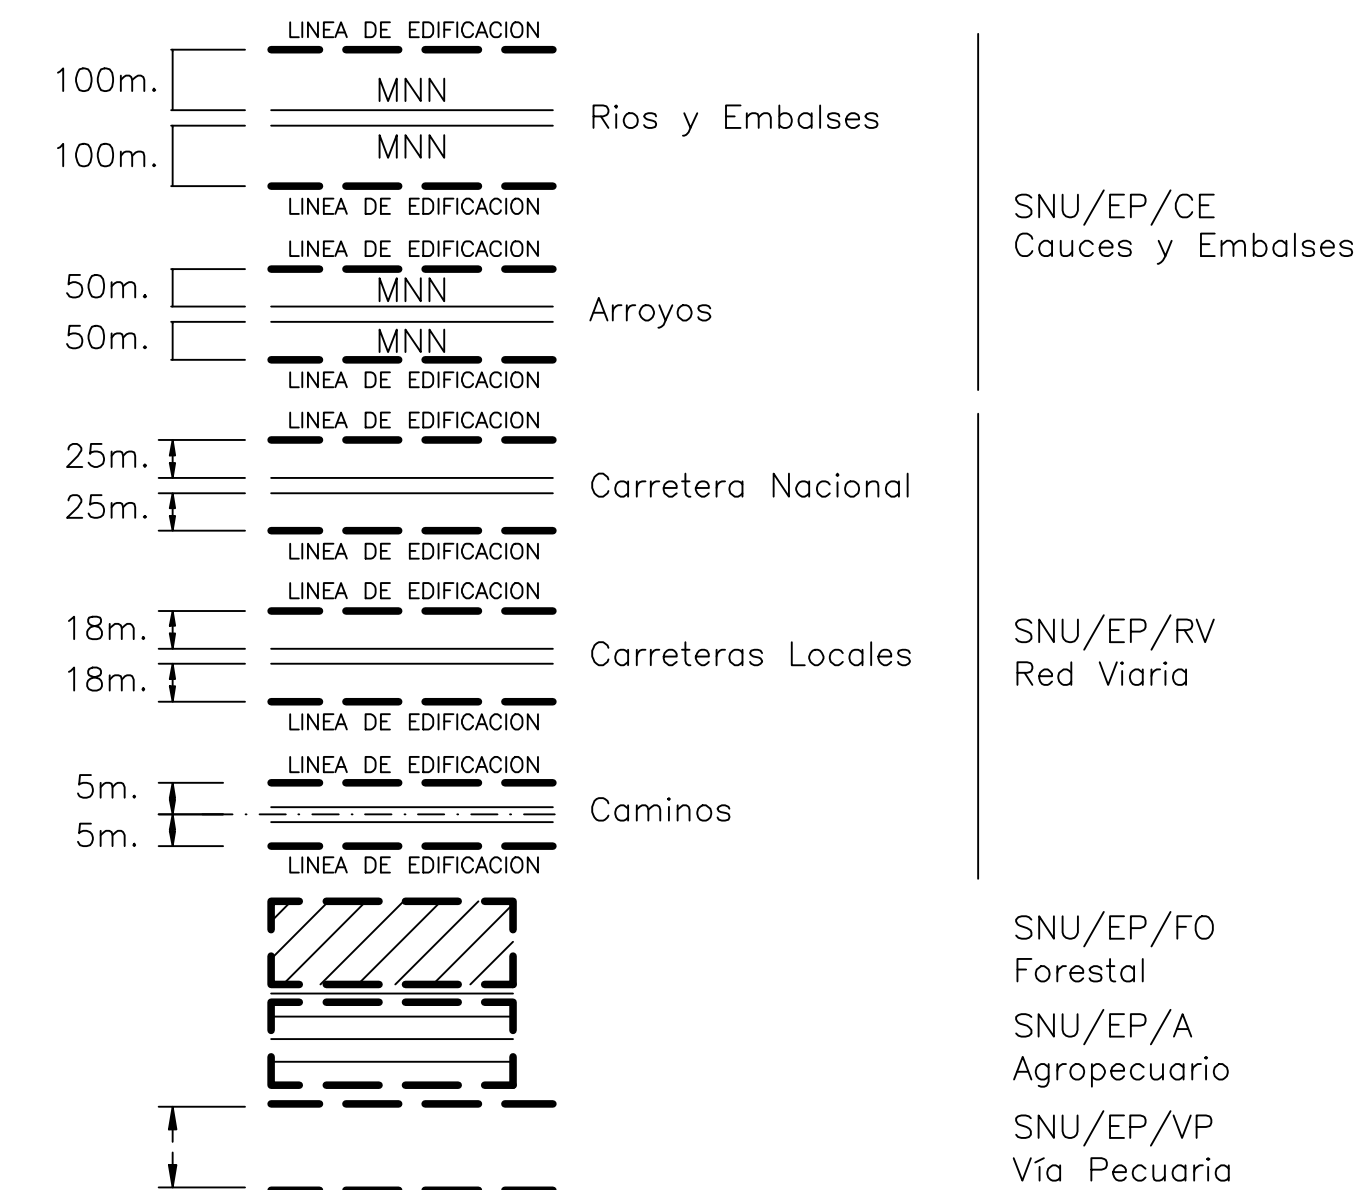 LINEA DE EDIFICACION
100m.
MNN
Rios y Embalses
100m.
MNN
LINEA DE EDIFICACION
SNU/EP/CE
Cauces y Embalses
LINEA DE EDIFICACION
50m.
MNN
Arroyos
50m.
MNN
LINEA DE EDIFICACION
LINEA DE EDIFICACION
25m.
Carretera Nacional
25m.
LINEA DE EDIFICACION
LINEA DE EDIFICACION
18m.
Carreteras Locales
18m.
LINEA DE EDIFICACION
SNU/EP/RV
Red Viaria
LINEA DE EDIFICACION
5m.
Caminos
5m.
LINEA DE EDIFICACION
SNU/EP/FO
Forestal
SNU/EP/A
Agropecuario
SNU/EP/VP
Vía Pecuaria